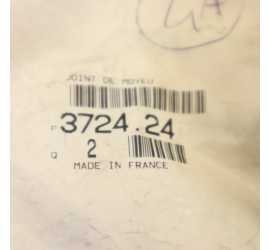 JOINT DE MOYEU
P 3724.24
Q 2
MADE IN FRANCE